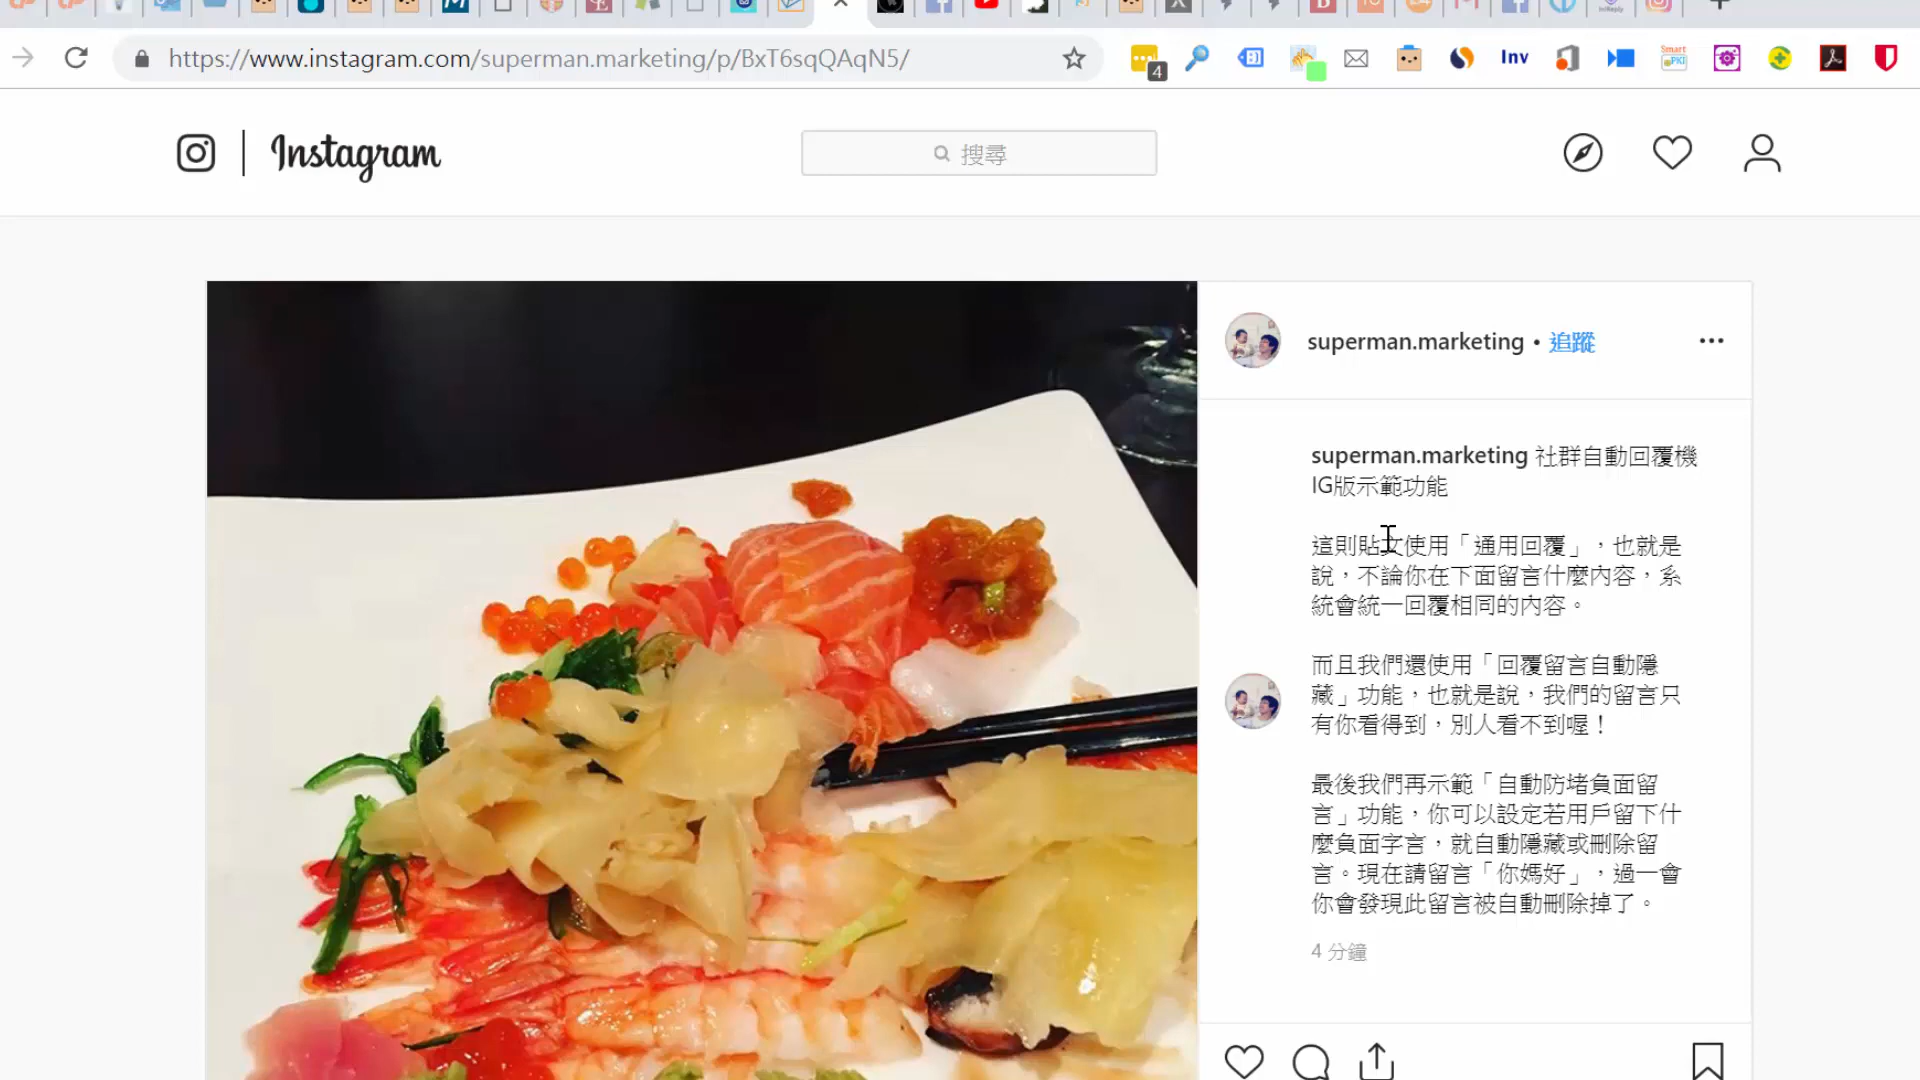 https://www.instagram.com/superman.marketing/p/BxT6sqQAqN5/
4
Inv
Smart
PKI
Instagram
搜尋
superman.marketing • 追蹤
superman.marketing 社群自動回覆機
IG版示範功能
這則貼文使用「通用回覆」，也就是
說，不論你在下面留言什麼內容，系
統會統一回覆相同的內容。
而且我們還使用「回覆留言自動隱
藏」功能，也就是說，我們的留言只
有你看得到，別人看不到喔！
最後我們再示範「自動防堵負面留
言」功能，你可以設定若用戶留下什
麼負面字言，就自動隱藏或刪除留
言。現在請留言「你媽好」，過一會
你會發現此留言被自動刪除掉了。
4 分鐘